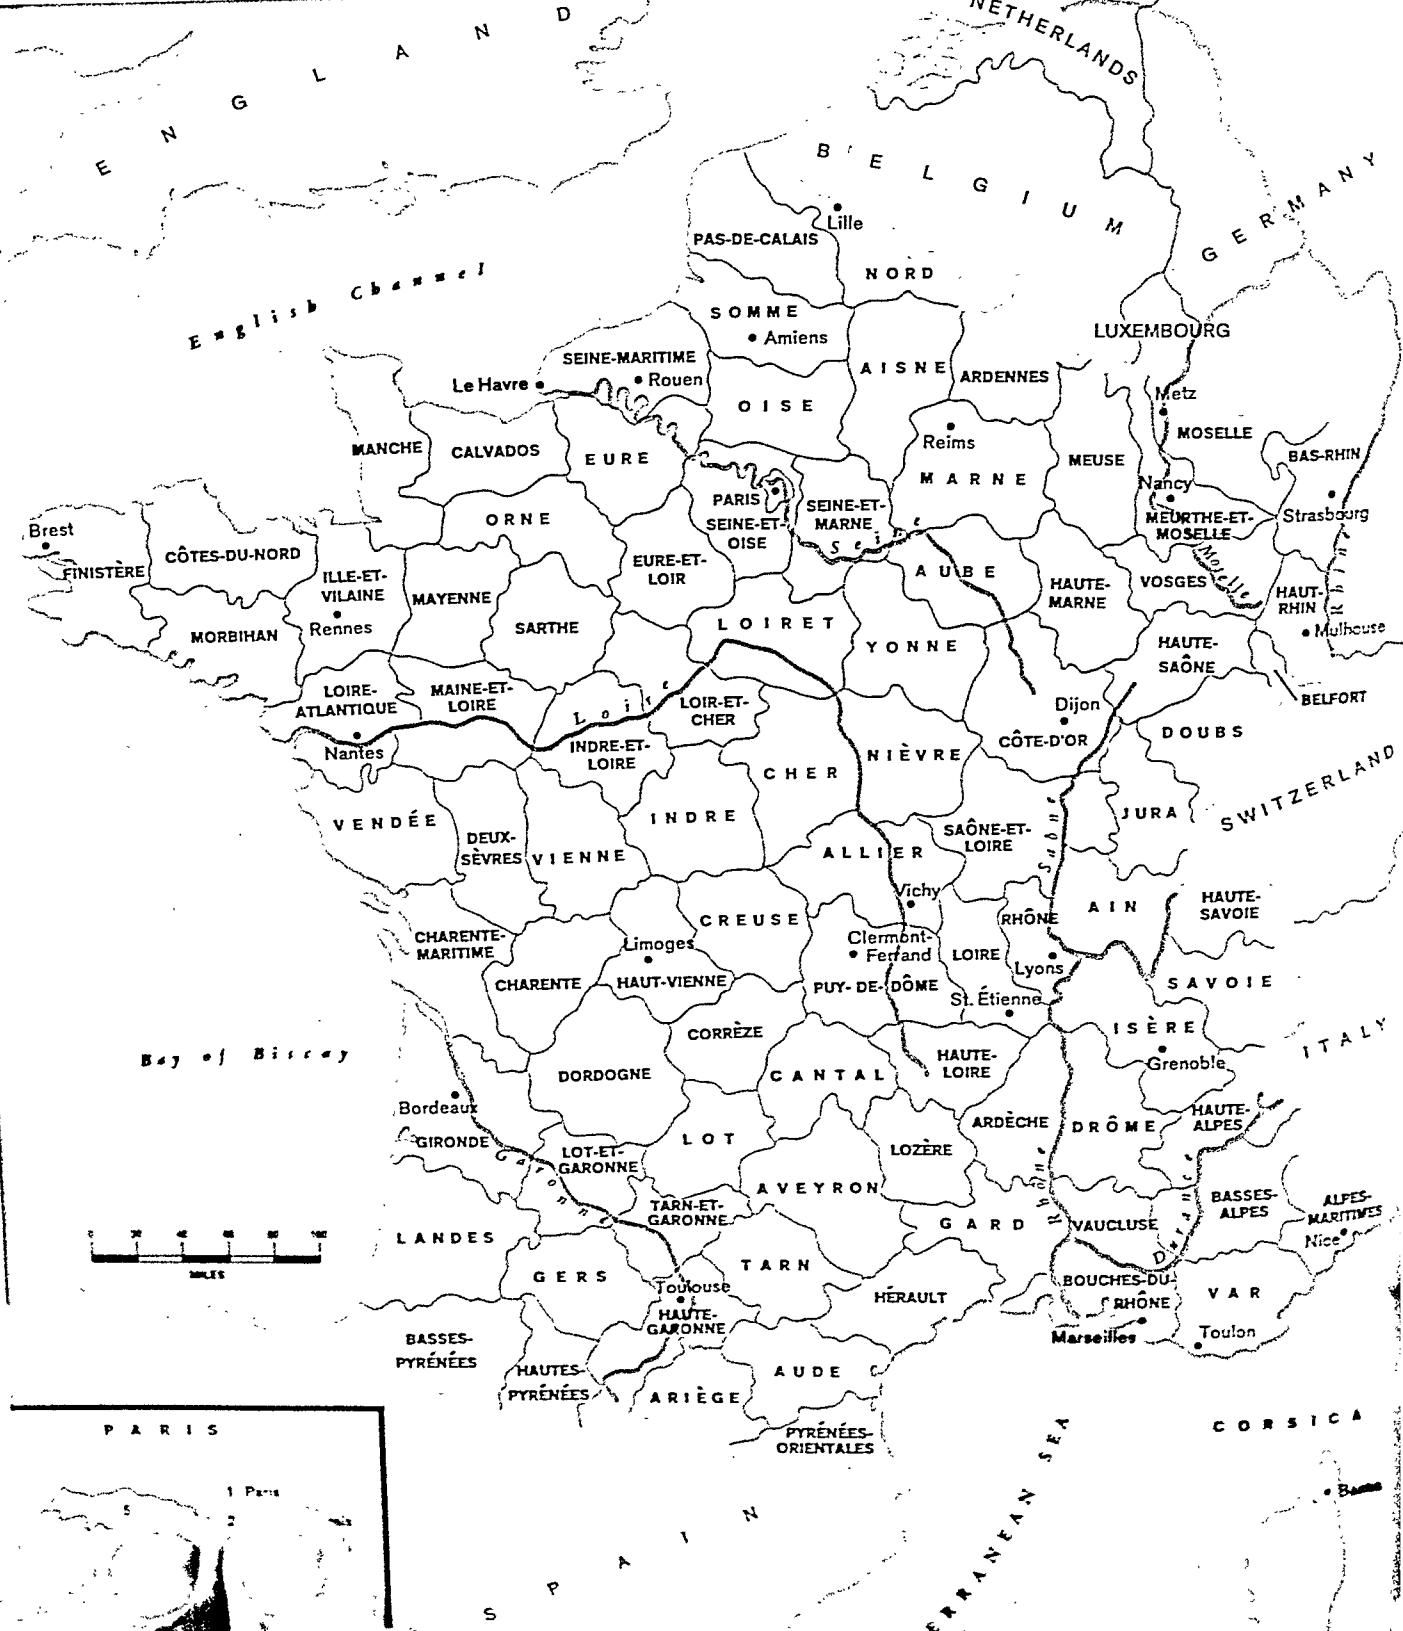 ENGLAND
NETHERLANDS
BELGIUM
GERMANY
English Channel
Lille
PAS-DE-CALAIS
NORD
SOMME
Amiens
LUXEMBOURG
SEINE-MARITIME
Le Havre
Rouen
AISNE
ARDENNES
OISE
Metz
MANCHE
CALVADOS
EURE
Reims
MARNE
MEUSE
MOSELLE
BAS-RHIN
PARIS
SEINE-ET-
OISE
SEINE-ET-
MARNE
Nancy
MEURTHE-ET-
MOSELLE
Strasbourg
Brest
FINISTÈRE
CÔTES-DU-NORD
ORNE
Seine
EURE-ET-
LOIR
AUBE
HAUTE-
MARNE
VOSGES
Moselle
HAUT-
RHIN
Rhine
ILLE-ET-
VILAINE
MAYENNE
Rennes
MORBIHAN
SARTHE
LOIRET
YONNE
Mulhouse
HAUTE-
SAÔNE
BELFORT
LOIRE-
ATLANTIQUE
MAINE-ET-
LOIRE
Loire
LOIR-ET-
CHER
Dijon
CÔTE-D'OR
DOUBS
Nantes
INDRE-ET-
LOIRE
CHER
NIÈVRE
SWITZERLAND
VENDÉE
DEUX-
SÈVRES
VIENNE
INDRE
ALLIER
SAÔNE-ET-
LOIRE
Saône
JURA
Vichy
RHÔNE
AIN
HAUTE-
SAVOIE
CHARENTE-
MARITIME
CREUSE
Limoges
Clermont-
Ferrand
LOIRE
Lyons
CHARENTE
HAUT-VIENNE
PUY-DE-DÔME
St. Étienne
SAVOIE
Bay of Biscay
CORRÈZE
ISÈRE
Grenoble
ITALY
DORDOGNE
CANTAL
HAUTE-
LOIRE
Bordeaux
GIRONDE
Garonne
LOT-ET-
GARONNE
LOT
LOZÈRE
ARDÈCHE
DRÔME
HAUTE-
ALPES
AVEYRON
Rhône
Durance
BASSES-
ALPES
ALPES-
MARITIMES
Nice
LANDES
TARN-ET-
GARONNE
GARD
VAUCLUSE
0 20 40 60 80 100
MILES
GERS
TARN
Toulouse
HAUTE-
GARONNE
HÉRAULT
BOUCHES-DU-
RHÔNE
VAR
Marseilles
Toulon
BASSES-
PYRÉNÉES
HAUTES-
PYRÉNÉES
ARIÈGE
AUDE
PYRÉNÉES-
ORIENTALES
PARIS
1 Paris
5
2
CORSICA
SPAIN
ERRANEAN SEA